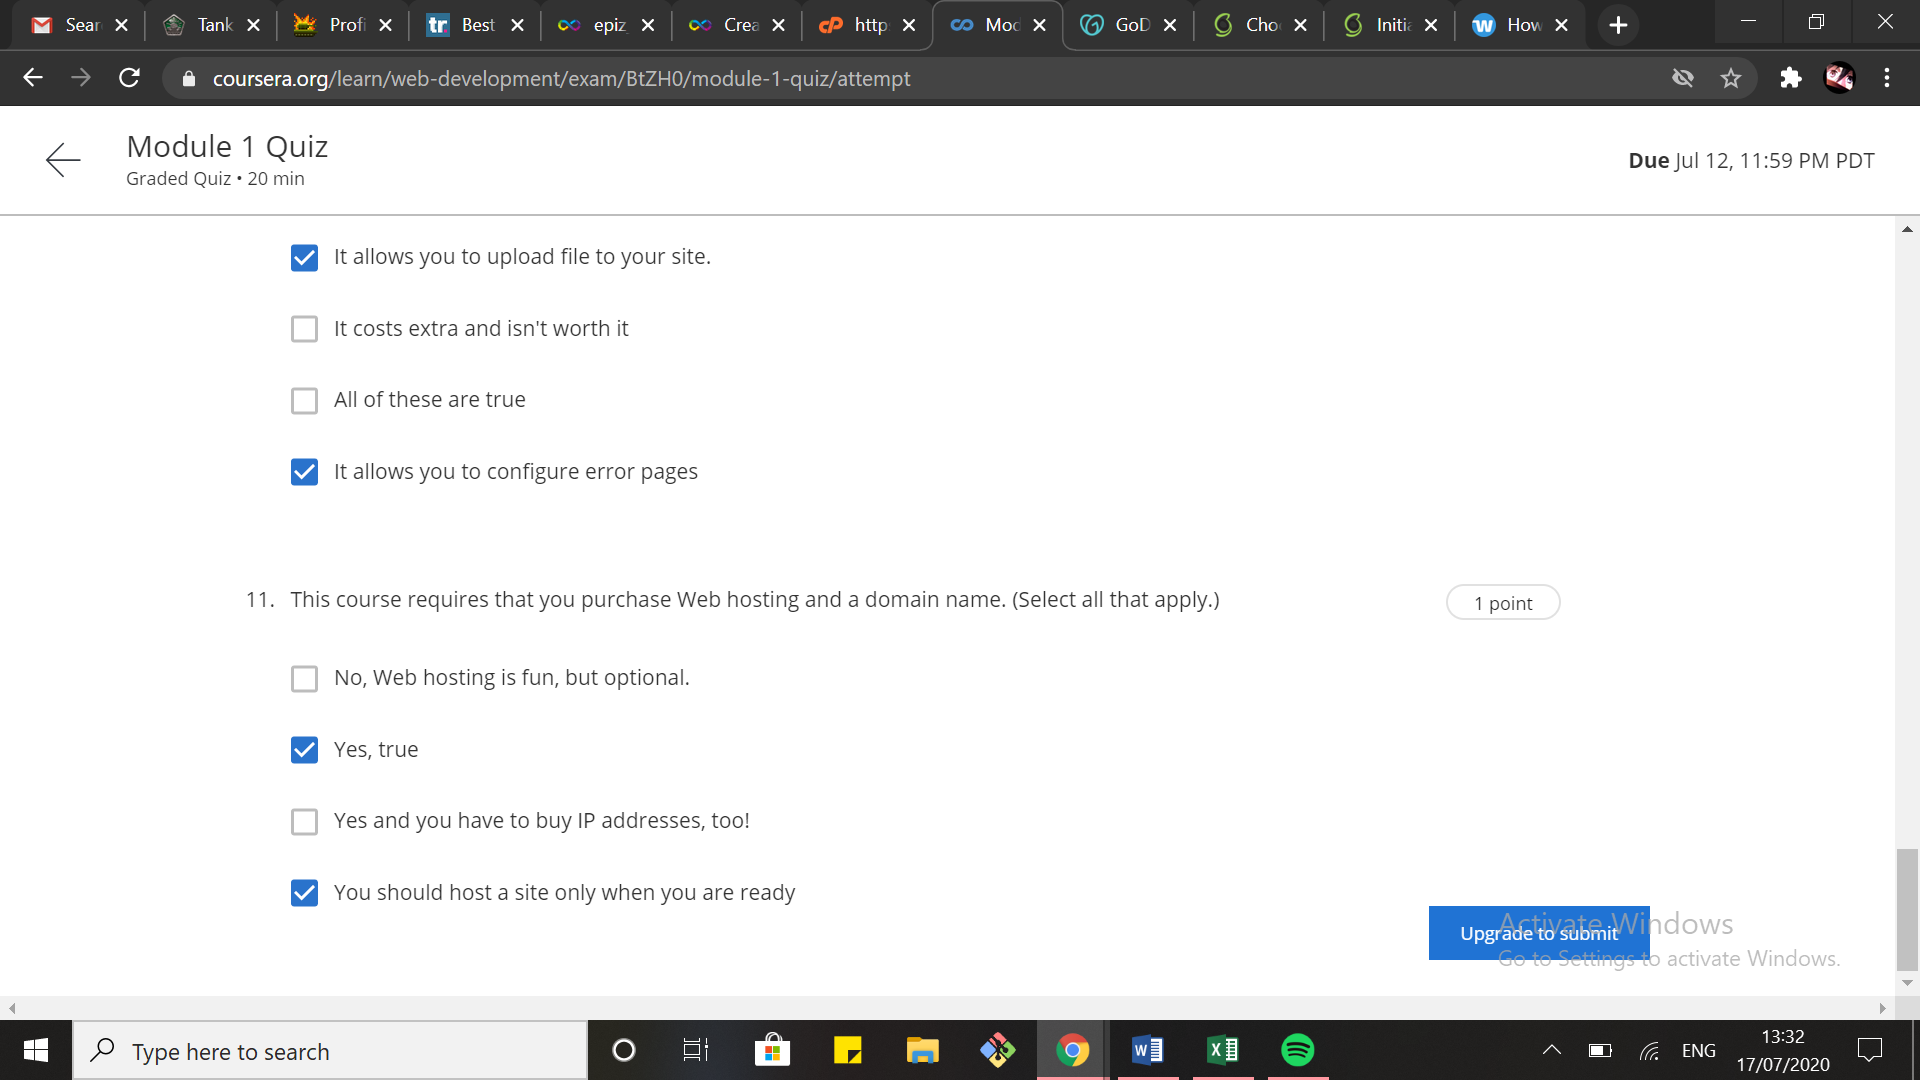 Sear
Tank
Profi
tr. Best
epiz
Crea
cP http
Mod
GoD
Cho
Initia
How
coursera.org/learn/web-development/exam/BtZH0/module-1-quiz/attempt
Module 1 Quiz
Graded Quiz • 20 min
Due Jul 12, 11:59 PM PDT
It allows you to upload file to your site.
It costs extra and isn't worth it
All of these are true
It allows you to configure error pages
11. This course requires that you purchase Web hosting and a domain name. (Select all that apply.)
1 point
No, Web hosting is fun, but optional.
Yes, true
Yes and you have to buy IP addresses, too!
You should host a site only when you are ready
Upgrade to submit
Activate Windows
Go to Settings to activate Windows.
Type here to search
ENG
13:32
17/07/2020